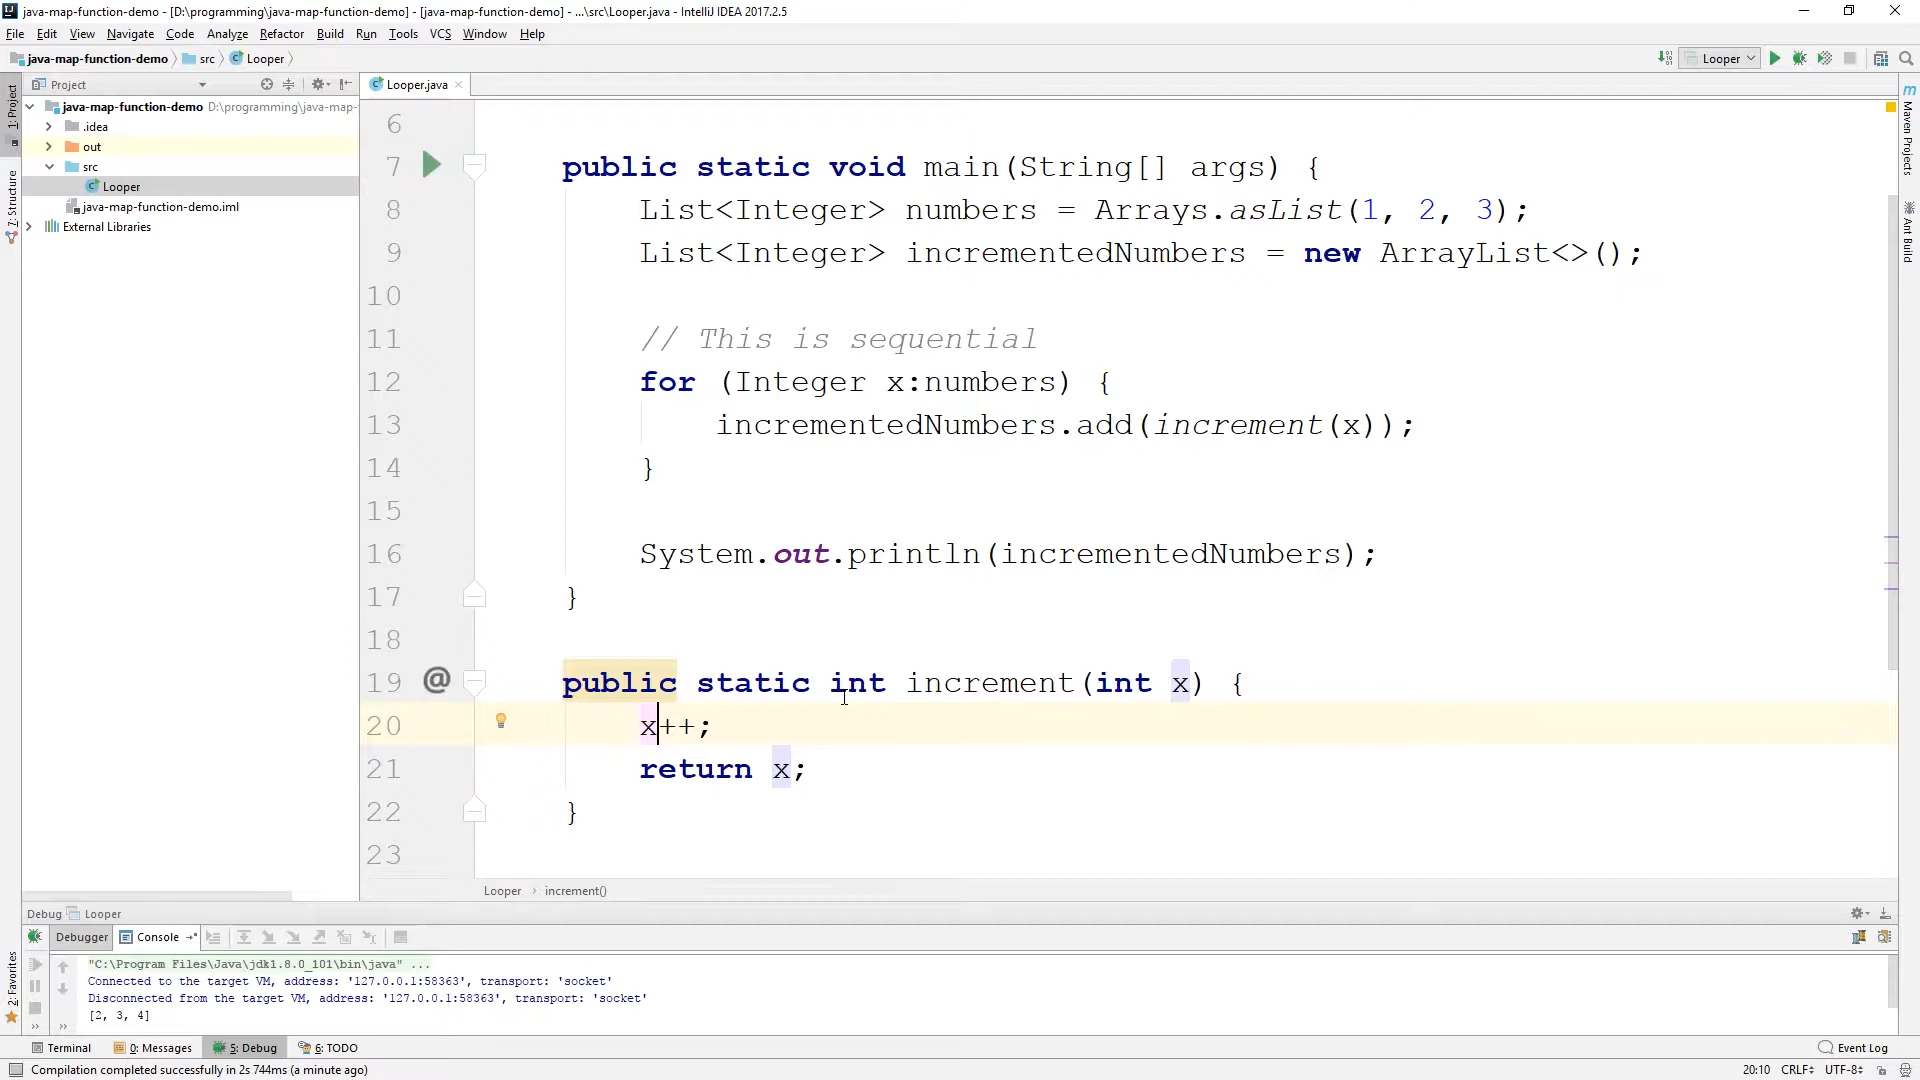 java-map-function-demo - [D:\programming\java-map-function-demo] - [java-map-function-demo] - ...\src\Looper.java - IntelliJ IDEA 2017.2.5
File Edit View Navigate Code Analyze Refactor Build Run Tools VCS Window Help
java-map-function-demo src Looper
Looper
Project
Looper.java
1: Project
7: Structure
2: Favorites
java-map-function-demo D:\programming\java-map-
.idea
out
src
Looper
java-map-function-demo.iml
External Libraries
Maven Projects
Ant Build
6
7 public static void main(String[] args) {
8 List<Integer> numbers = Arrays.asList(1, 2, 3);
9 List<Integer> incrementedNumbers = new ArrayList<>();
10
11 // This is sequential
12 for (Integer x:numbers) {
13 incrementedNumbers.add(increment(x));
14 }
15
16 System.out.println(incrementedNumbers);
17 }
18
19 @ public static int increment(int x) {
20 x++;
21 return x;
22 }
23
Looper › increment()
Debug Looper
Debugger Console
"C:\Program Files\Java\jdk1.8.0_101\bin\java" ...
Connected to the target VM, address: '127.0.0.1:58363', transport: 'socket'
Disconnected from the target VM, address: '127.0.0.1:58363', transport: 'socket'
[2, 3, 4]
Terminal 0: Messages 5: Debug 6: TODO Event Log
Compilation completed successfully in 2s 744ms (a minute ago) 20:10 CRLF÷ UTF-8÷